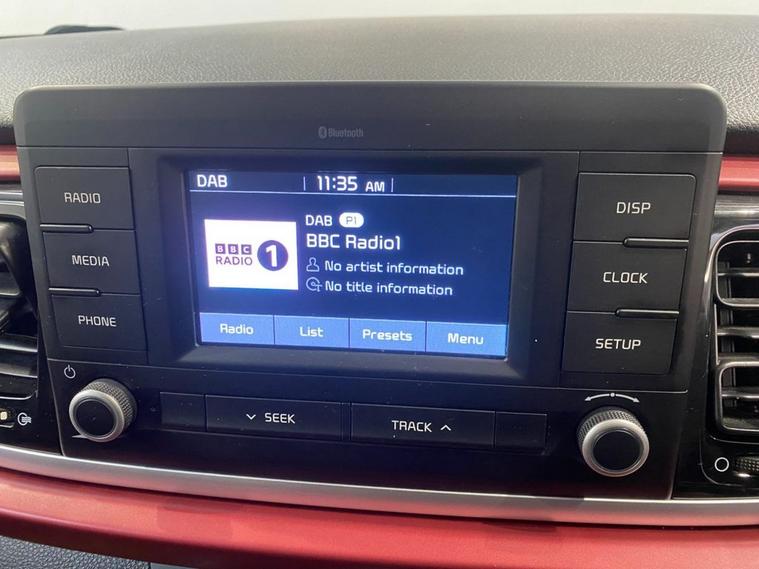 Bluetooth
RADIO
MEDIA
PHONE
DAB 11:35 AM
BBC
RADIO 1
DAB P1
BBC Radio1
No artist information
No title information
Radio List Presets Menu
DISP
CLOCK
SETUP
SEEK
TRACK